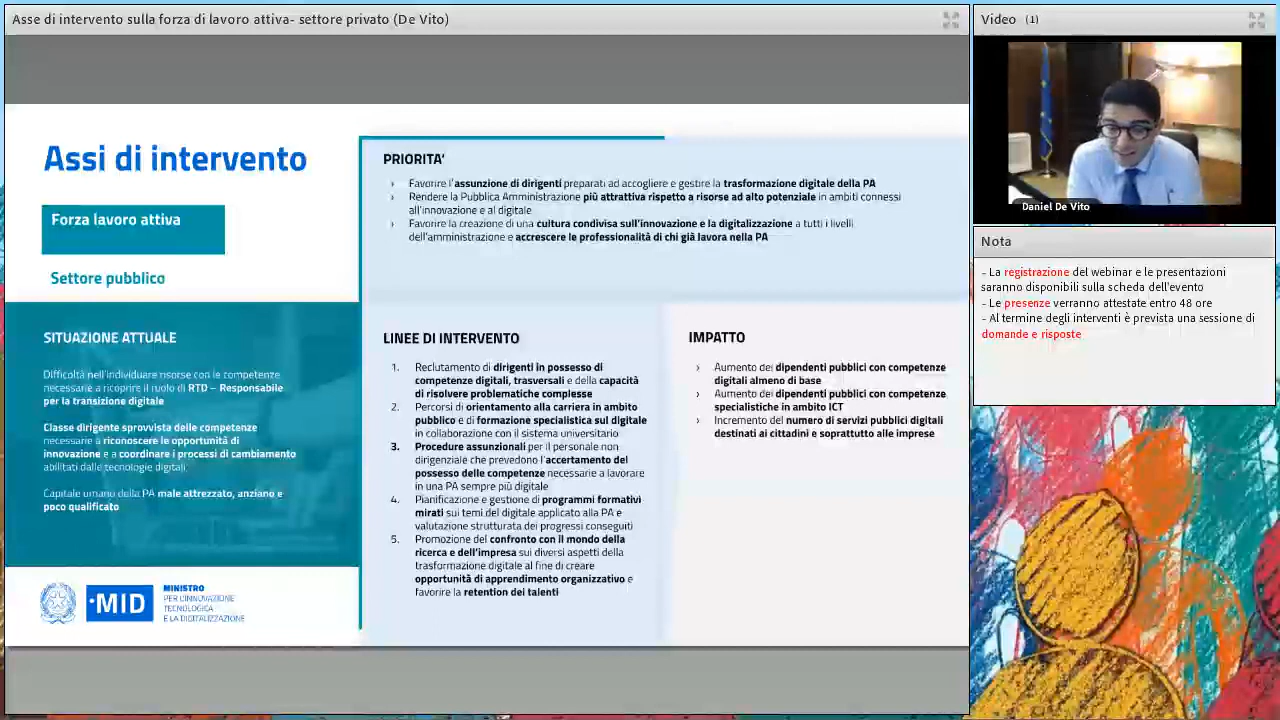 Asse di intervento sulla forza di lavoro attiva- settore privato (De Vito)
Assi di intervento
Forza lavoro attiva
Settore pubblico
PRIORITA'
› Favorire l'assunzione di dirigenti preparati ad accogliere e gestire la trasformazione digitale della PA
› Rendere la Pubblica Amministrazione più attrattiva rispetto a risorse ad alto potenziale in ambiti connessi
all'innovazione e al digitale
› Favorire la creazione di una cultura condivisa sull'innovazione e la digitalizzazione a tutti i livelli
dell'amministrazione e accrescere le professionalità di chi già lavora nella PA
SITUAZIONE ATTUALE
Difficoltà nell'individuare risorse con le competenze
necessarie a ricoprire il ruolo di RTD – Responsabile
per la transizione digitale
Classe dirigente sprovvista delle competenze
necessarie a riconoscere le opportunità di
innovazione e a coordinare i processi di cambiamento
abilitati dalle tecnologie digitali
Capitale umano della PA male attrezzato, anziano e
poco qualificato
LINEE DI INTERVENTO
1. Reclutamento di dirigenti in possesso di
competenze digitali, trasversali e della capacità
di risolvere problematiche complesse
2. Percorsi di orientamento alla carriera in ambito
pubblico e di formazione specialistica sul digitale
in collaborazione con il sistema universitario
3. Procedure assunzionali per il personale non
dirigenziale che prevedono l'accertamento del
possesso delle competenze necessarie a lavorare
in una PA sempre più digitale
4. Pianificazione e gestione di programmi formativi
mirati sui temi del digitale applicato alla PA e
valutazione strutturata dei progressi conseguiti
5. Promozione del confronto con il mondo della
ricerca e dell'impresa sui diversi aspetti della
trasformazione digitale al fine di creare
opportunità di apprendimento organizzativo e
favorire la retention dei talenti
IMPATTO
› Aumento dei dipendenti pubblici con competenze
digitali almeno di base
› Aumento dei dipendenti pubblici con competenze
specialistiche in ambito ICT
› Incremento del numero di servizi pubblici digitali
destinati ai cittadini e soprattutto alle imprese
·MID
MINISTRO
PER L'INNOVAZIONE
TECNOLOGICA
E LA DIGITALIZZAZIONE
Video (1)
Daniel De Vito
Nota
- La registrazione del webinar e le presentazioni
saranno disponibili sulla scheda dell'evento
- Le presenze verranno attestate entro 48 ore
- Al termine degli interventi è prevista una sessione di
domande e risposte